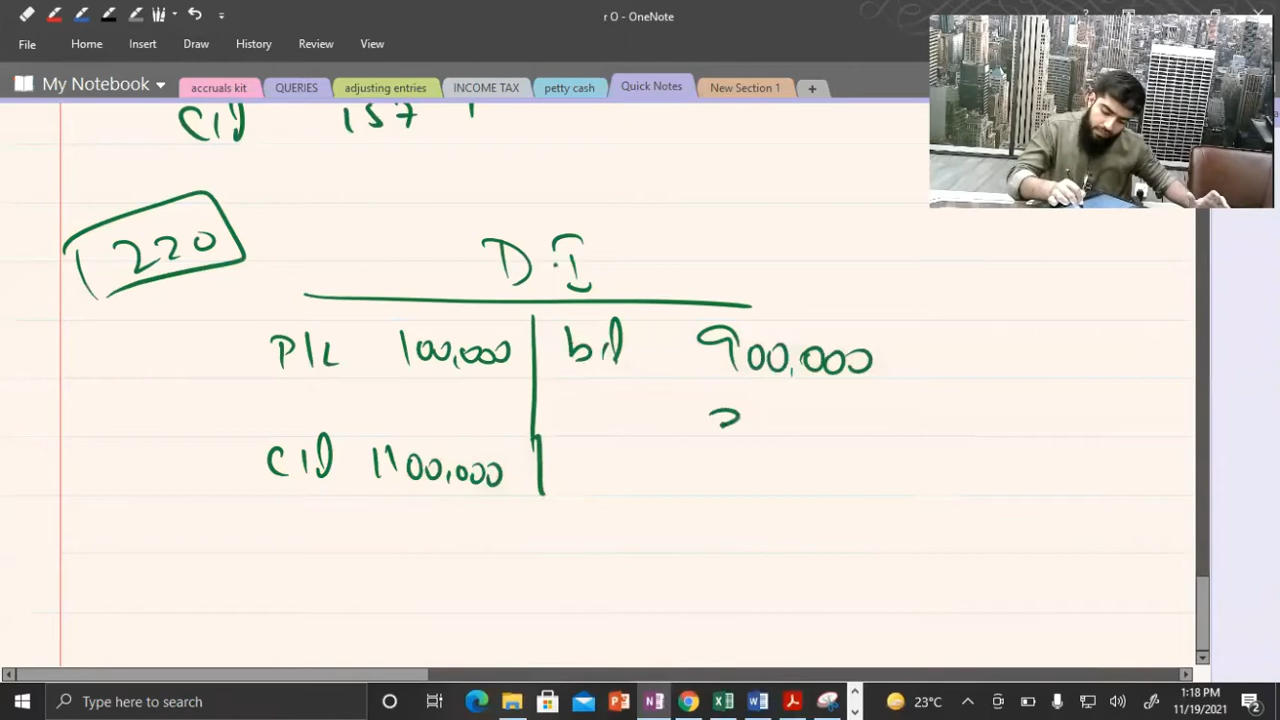 r O - OneNote
File Home Insert Draw History Review View
My Notebook accruals kit QUERIES adjusting entries INCOME TAX petty cash Quick Notes New Section 1 +
C/d 157
220
D.I
P/L 100,000 b/d 900,000
C/d 1100,000
Type here to search
23°C
1:18 PM
11/19/2021
2